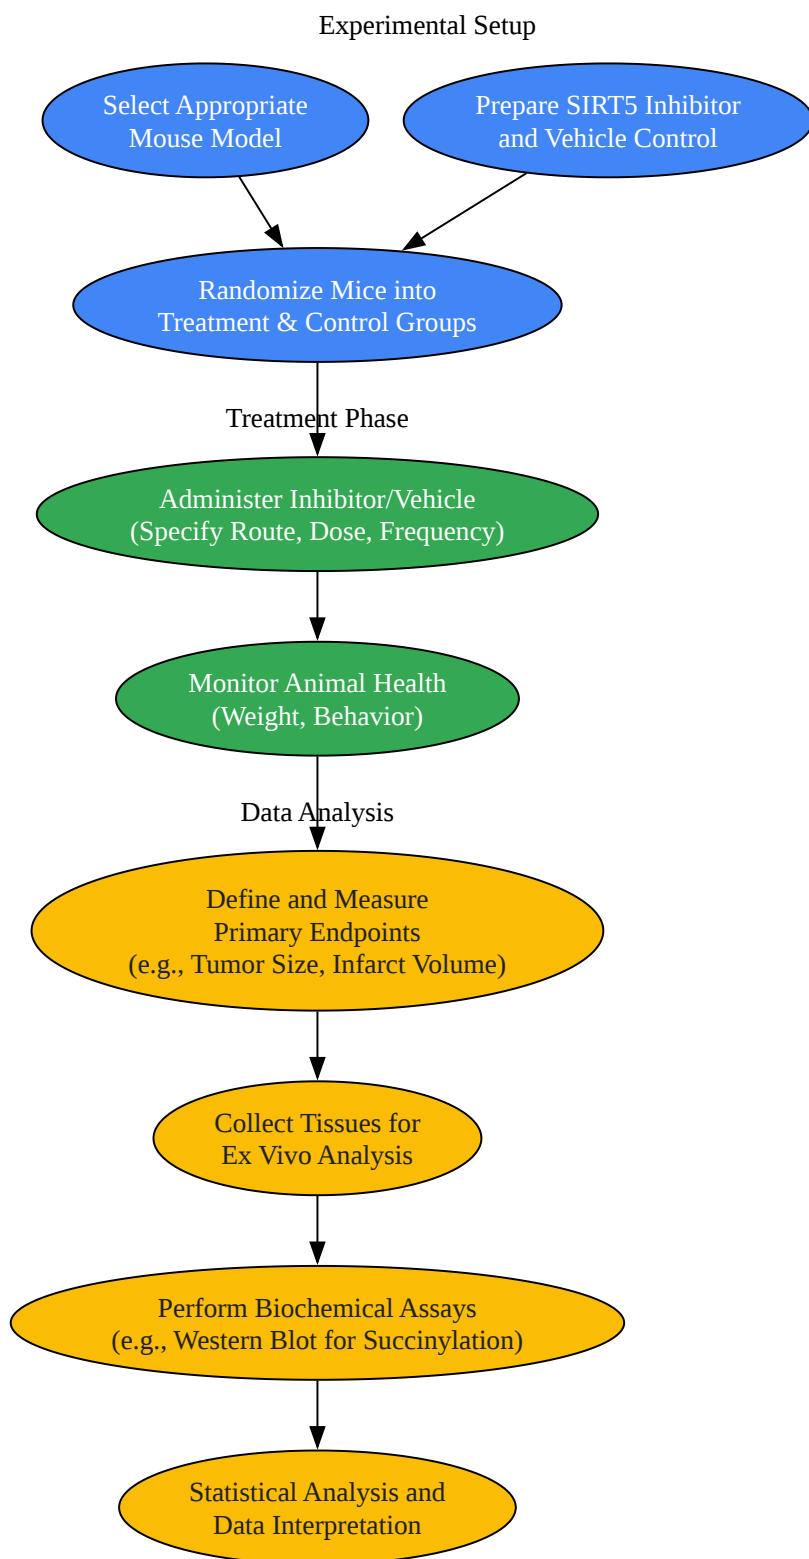 Experimental Setup
Select Appropriate
Mouse Model
Prepare SIRT5 Inhibitor
and Vehicle Control
Randomize Mice into
Treatment & Control Groups
Treatment Phase
Administer Inhibitor/Vehicle
(Specify Route, Dose, Frequency)
Monitor Animal Health
(Weight, Behavior)
Data Analysis
Define and Measure
Primary Endpoints
(e.g., Tumor Size, Infarct Volume)
Collect Tissues for
Ex Vivo Analysis
Perform Biochemical Assays
(e.g., Western Blot for Succinylation)
Statistical Analysis and
Data Interpretation